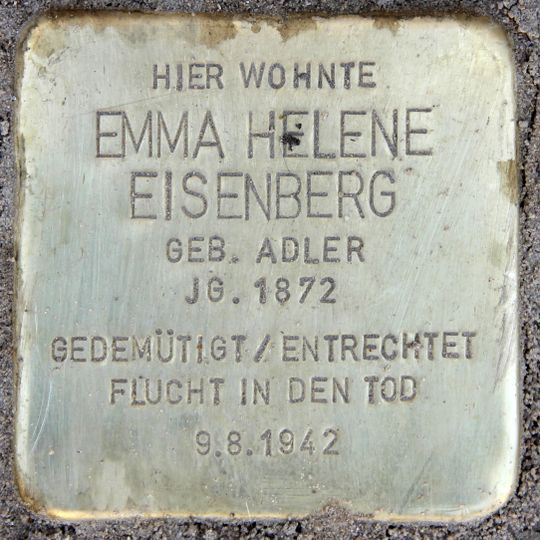 HIER WOHNTE
EMMA HELENE
EISENBERG
GEB. ADLER
JG. 1872
GEDEMÜTIGT/ENTRECHTET
FLUCHT IN DEN TOD
9.8.1942